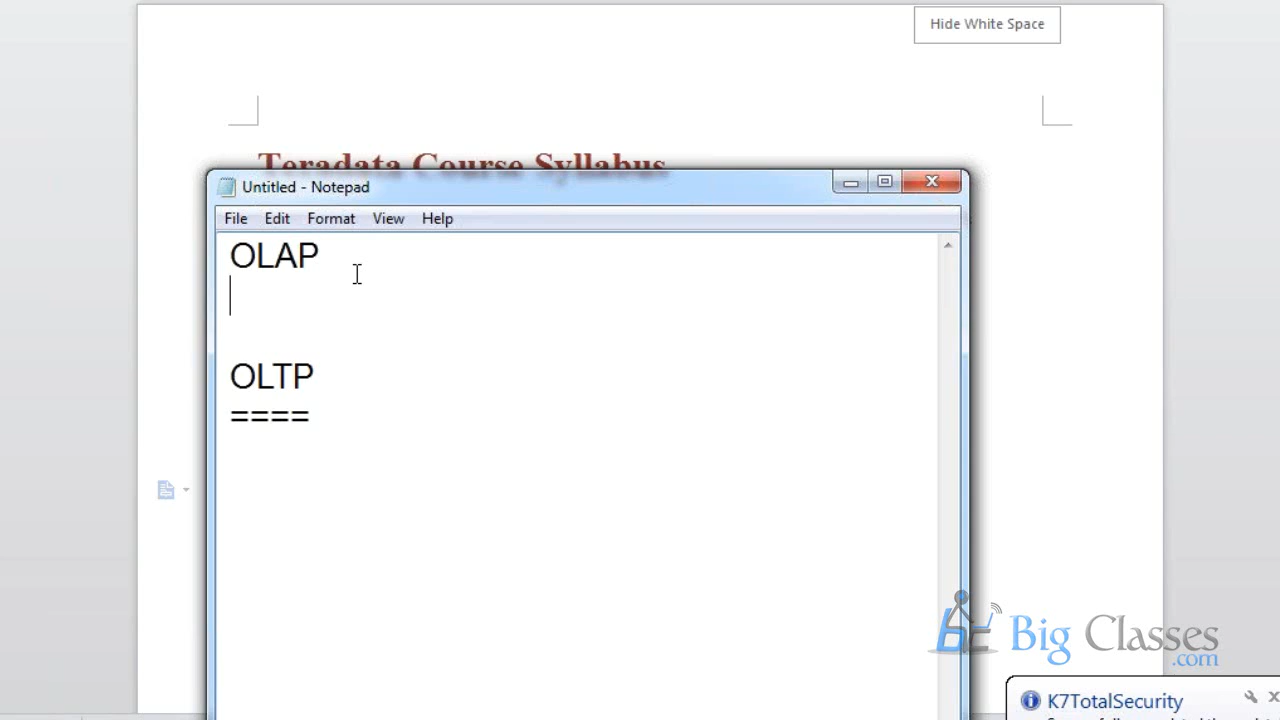 Hide White Space
Teradata Course Syllabus
Untitled - Notepad
File Edit Format View Help
OLAP
OLTP
====
Big Classes
.com
K7TotalSecurity